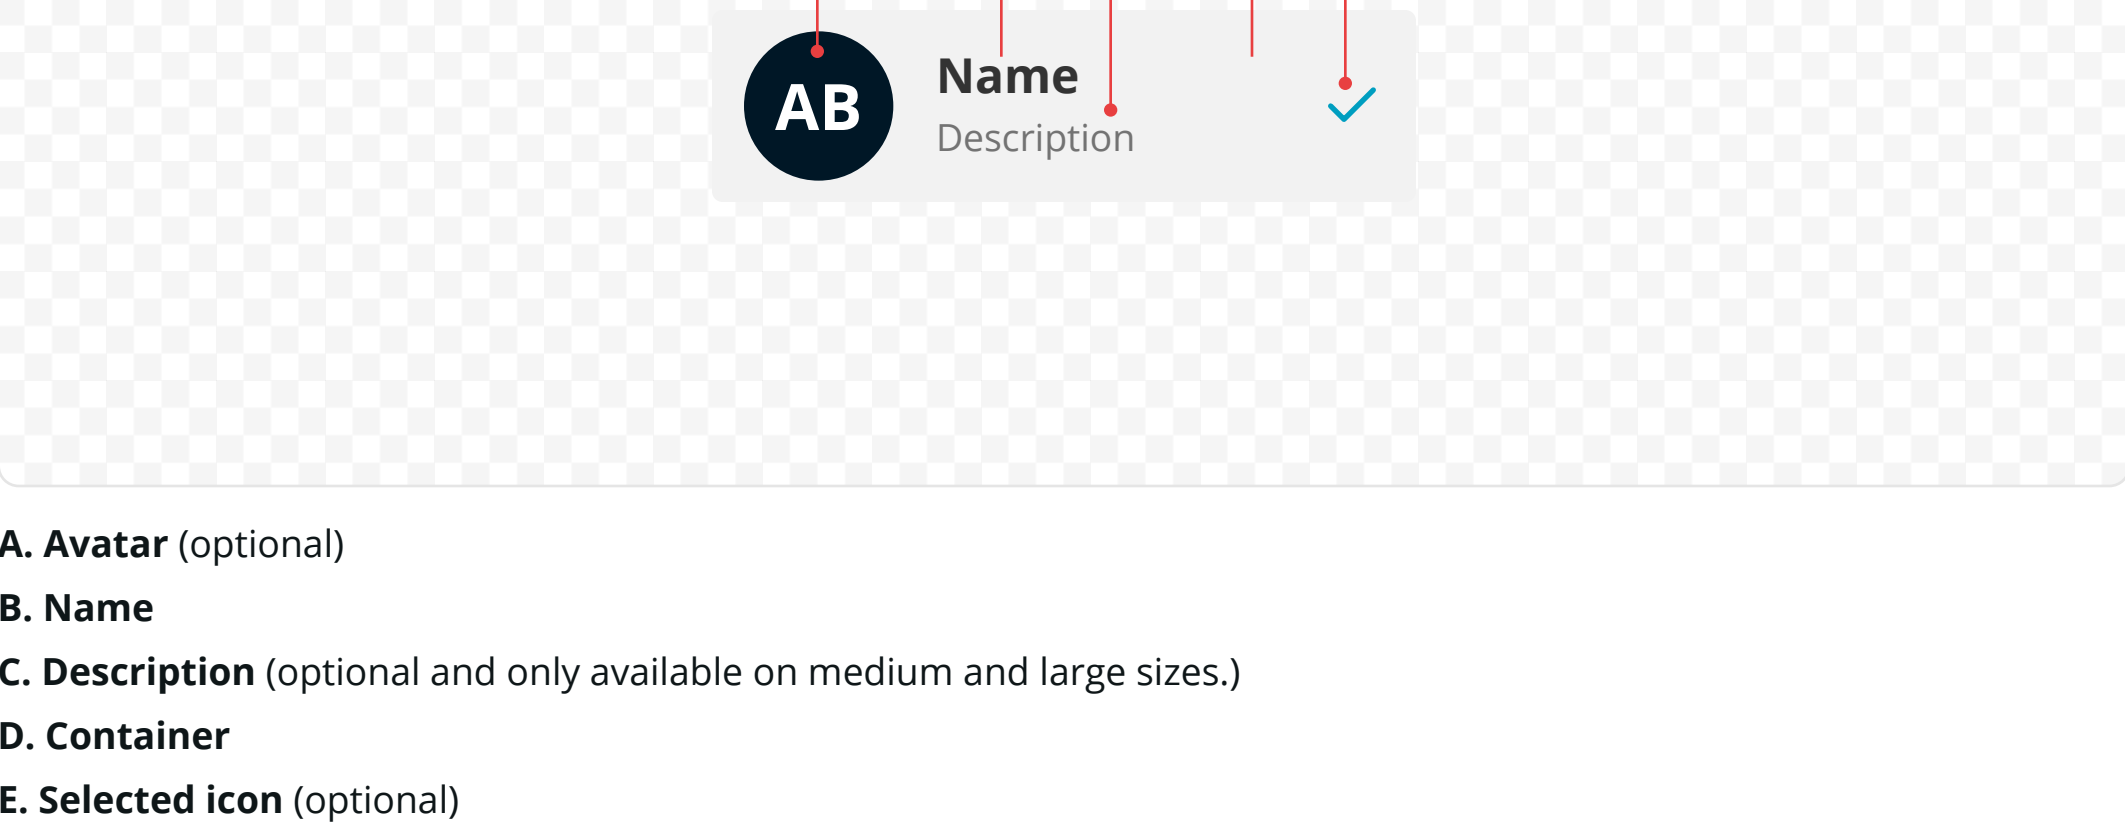 AB
Name
Description
A. Avatar (optional)
B. Name
C. Description (optional and only available on medium and large sizes.)
D. Container
E. Selected icon (optional)